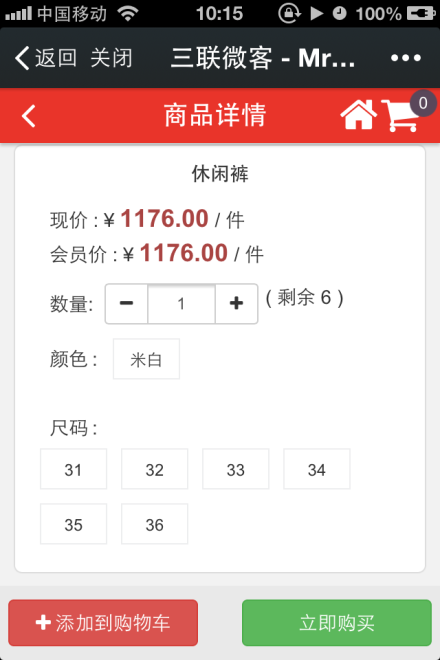 中国移动 10:15 100%
返回 关闭 三联微客 - Mr...
商品详情 0
休闲裤
现价 : ¥ 1176.00 / 件
会员价 : ¥ 1176.00 / 件
数量: 1 ( 剩余 6 )
颜色 : 米白
尺码 :
31 32 33 34
35 36
添加到购物车 立即购买